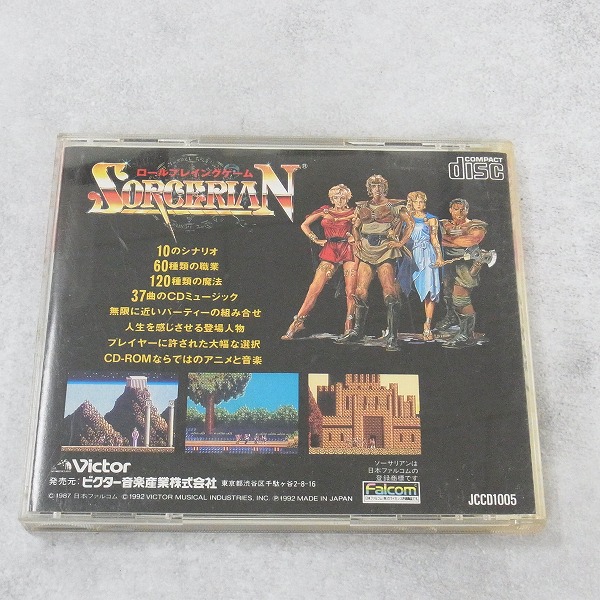 ロールプレイングゲーム
SORCERIAN®
COMPACT
disc
10のシナリオ
60種類の職業
120種類の魔法
37曲のCDミュージック
無限に近いパーティーの組み合せ
人生を感じさせる登場人物
プレイヤーに許された大幅な選択
CD-ROMならではのアニメと音楽
Victor
発売元:ビクター音楽産業株式会社 東京都渋谷区千駄ヶ谷2-8-16
©1987 日本ファルコム ©1992 VICTOR MUSICAL INDUSTRIES, INC. Ⓟ1992 MADE IN JAPAN
ソーサリアンは
日本ファルコムの
登録商標です
Falcom
JCCD1005